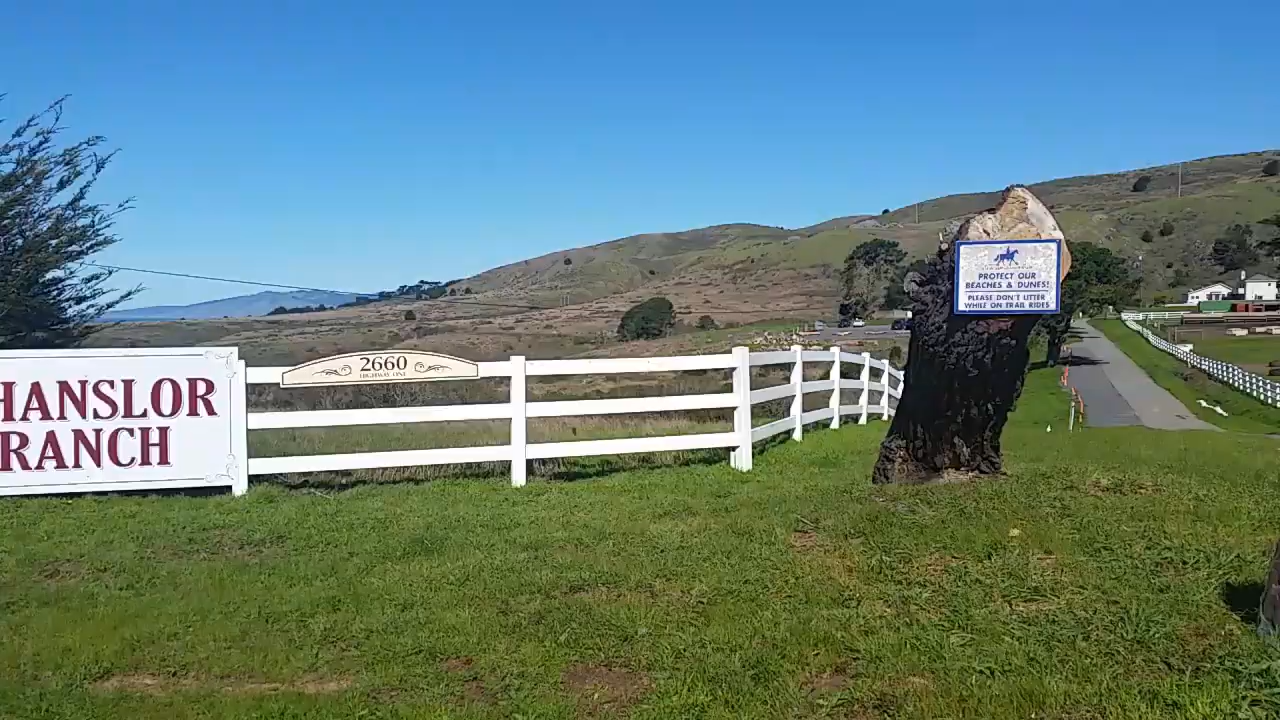 HANSLOR
RANCH
2660
HIGHWAY ONE
PROTECT OUR
BEACHES & DUNES!
PLEASE DON'T LITTER
WHILE ON TRAIL RIDES